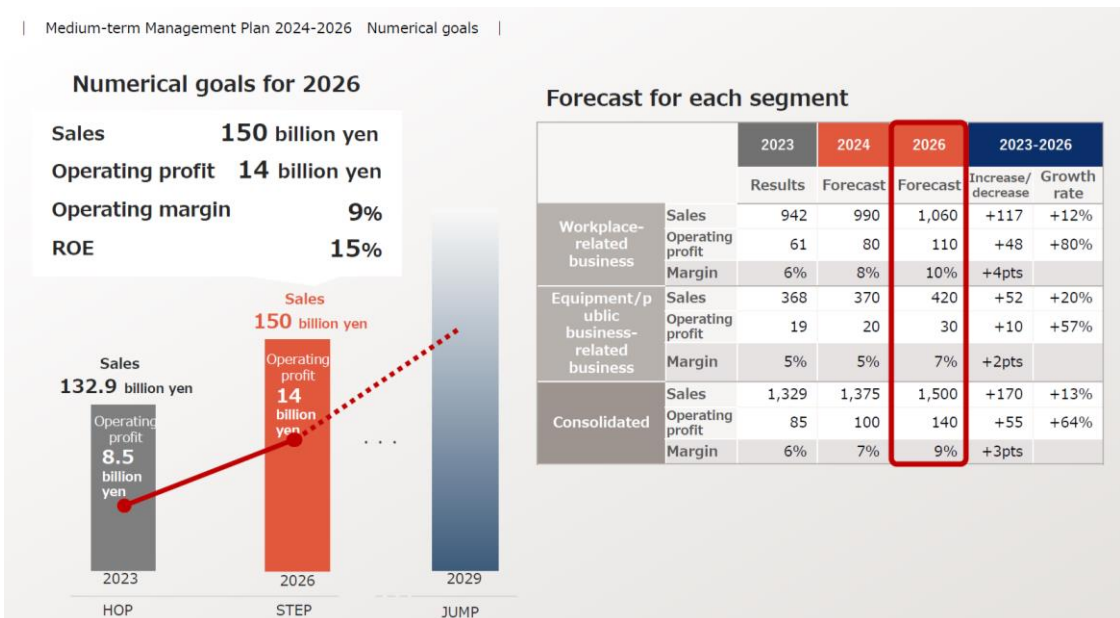 | Medium-term Management Plan 2024-2026 Numerical goals |
Numerical goals for 2026
Sales 150 billion yen
Operating profit 14 billion yen
Operating margin 9%
ROE 15%
Sales
132.9 billion yen
Operating
profit
8.5
billion
yen
Sales
150 billion yen
Operating
profit
14
billion
yen
. . .
2023
2026
2029
HOP
STEP
JUMP
Forecast for each segment
2023 2024 2026 2023-2026
Results Forecast Forecast Increase/
decrease Growth
rate
Workplace-
related
business
Sales 942 990 1,060 +117 +12%
Operating
profit 61 80 110 +48 +80%
Margin 6% 8% 10% +4pts
Equipment/p
ublic
business-
related
business
Sales 368 370 420 +52 +20%
Operating
profit 19 20 30 +10 +57%
Margin 5% 5% 7% +2pts
Consolidated
Sales 1,329 1,375 1,500 +170 +13%
Operating
profit 85 100 140 +55 +64%
Margin 6% 7% 9% +3pts